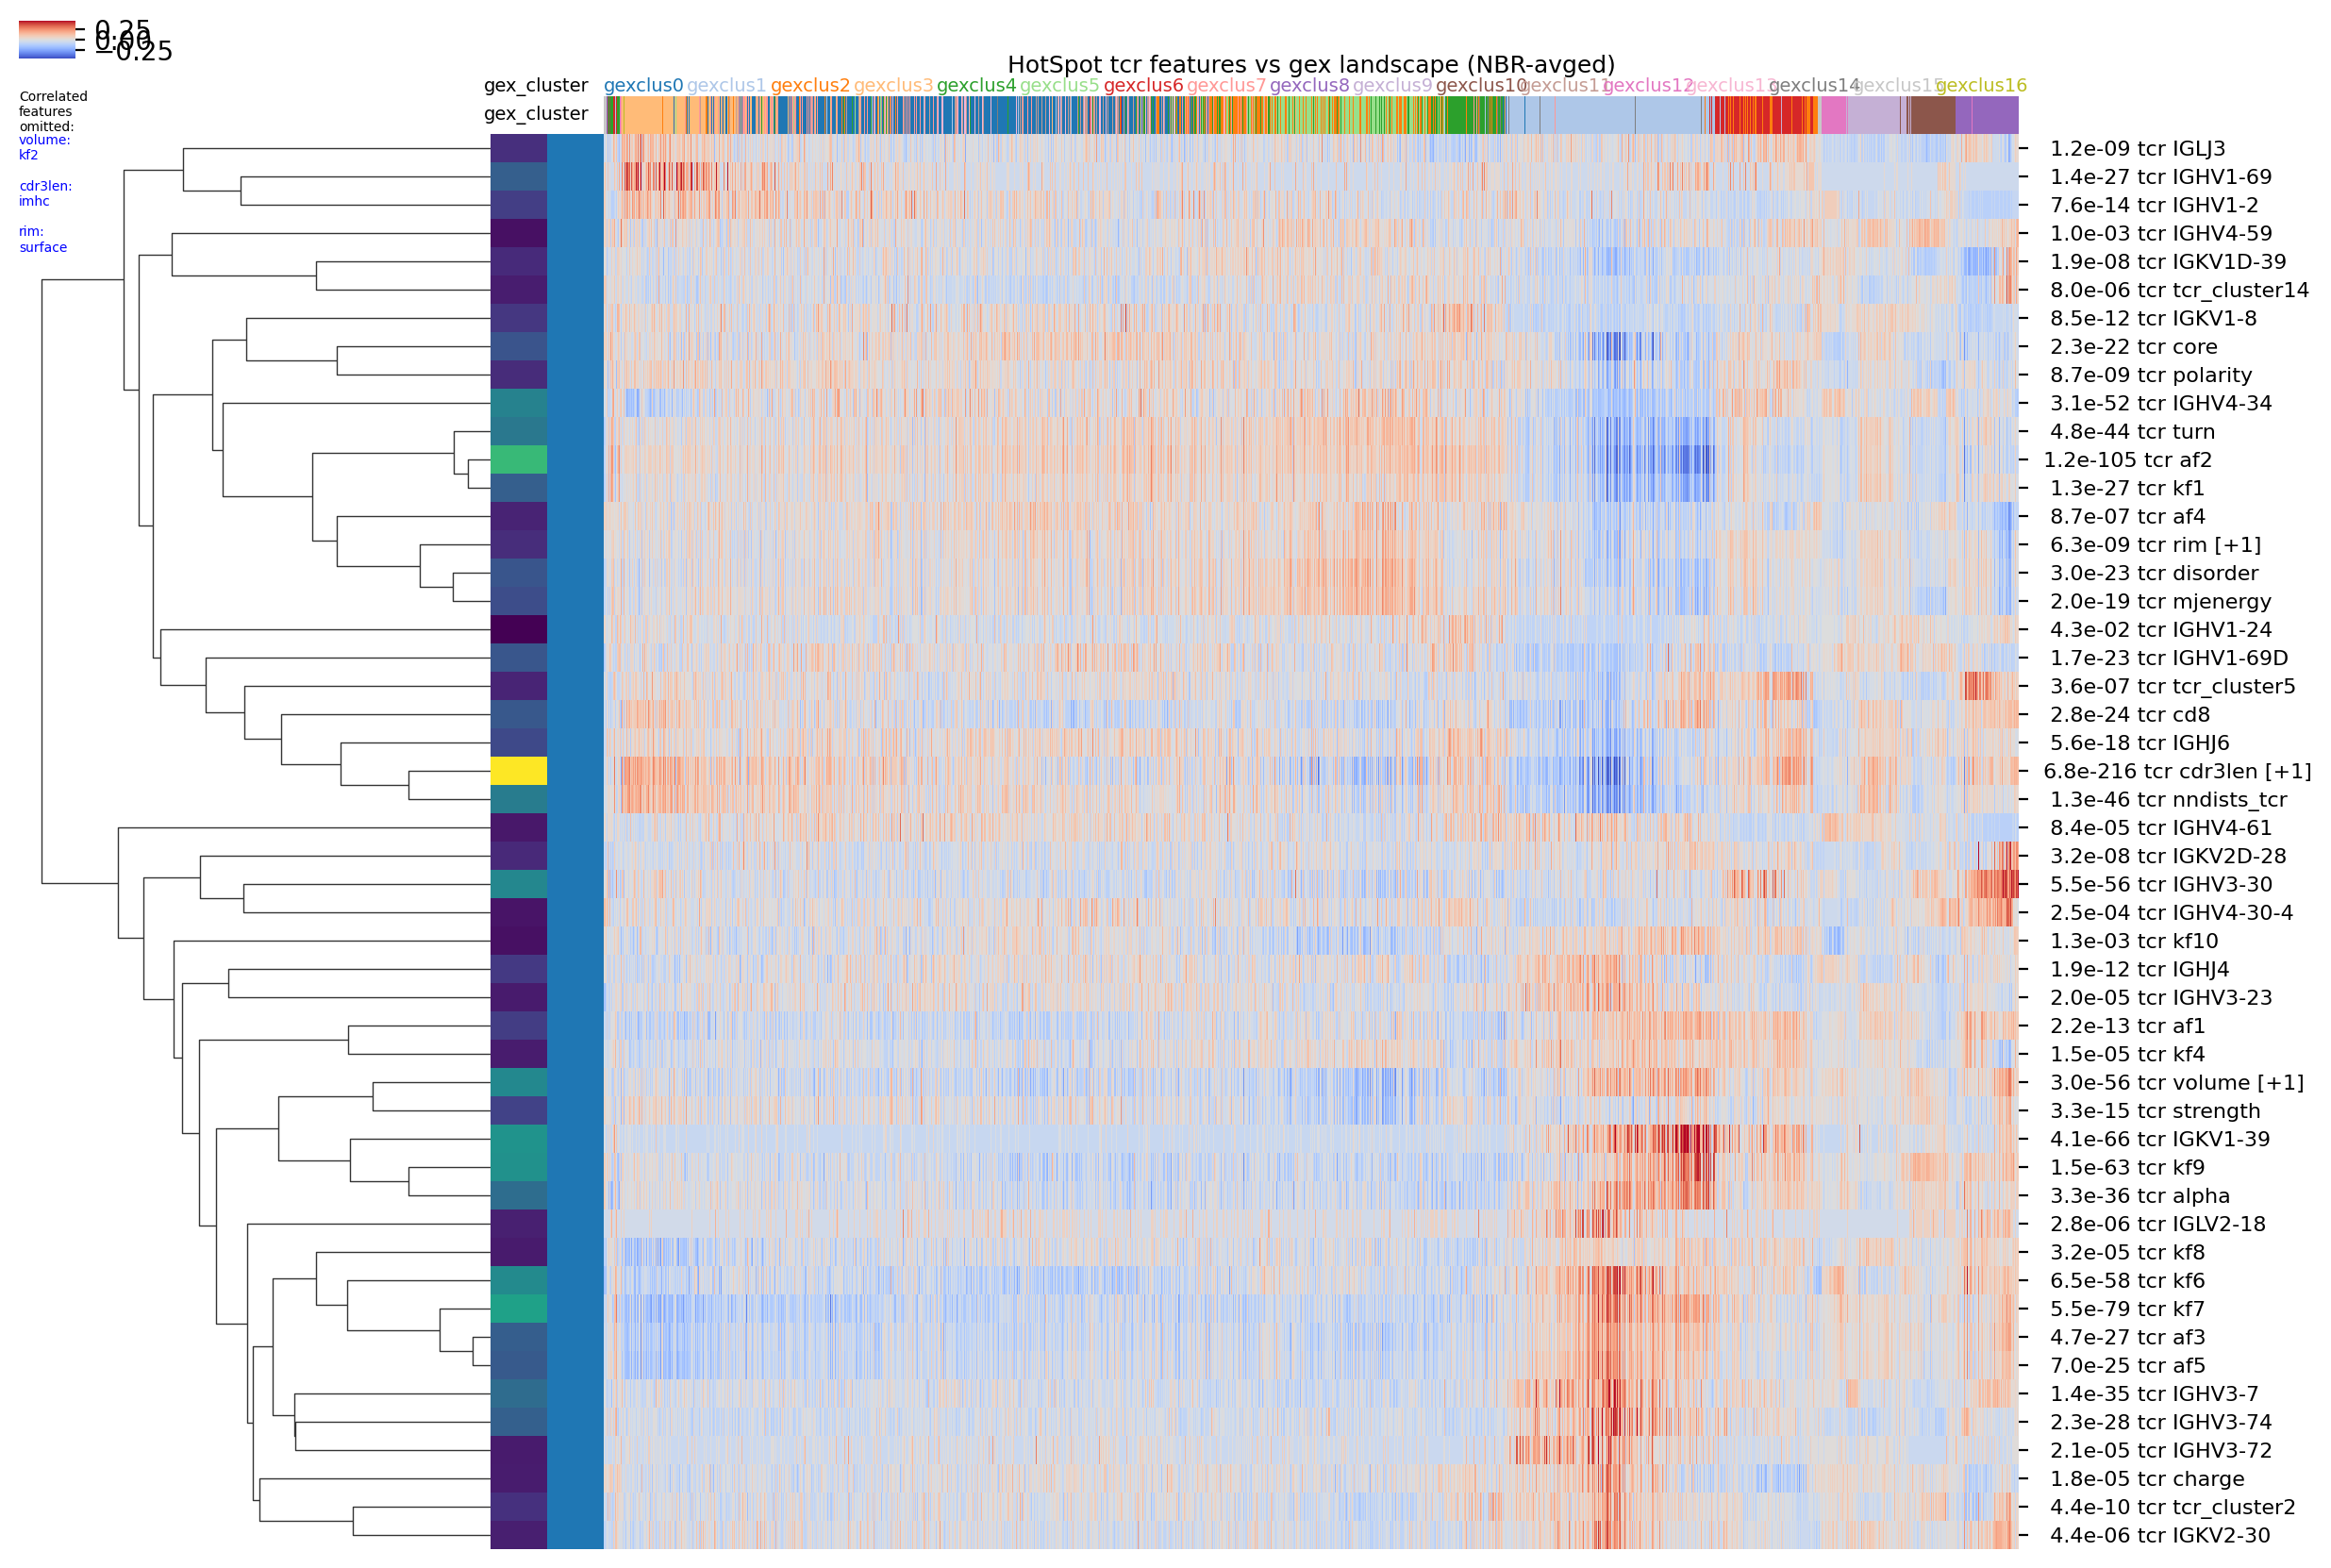 0.25
0.00
−0.25
HotSpot tcr features vs gex landscape (NBR-avged)
gex_cluster gexclus0 gexclus1 gexclus2 gexclus3 gexclus4 gexclus5 gexclus6 gexclus7 gexclus8 gexclus9 gexclus10 gexclus11 gexclus12 gexclus13 gexclus14 gexclus15 gexclus16
gex_cluster
Correlated
features
omitted:
volume:
kf2
cdr3len:
imhc
rim:
surface
1.2e-09 tcr IGLJ3
1.4e-27 tcr IGHV1-69
7.6e-14 tcr IGHV1-2
1.0e-03 tcr IGHV4-59
1.9e-08 tcr IGKV1D-39
8.0e-06 tcr tcr_cluster14
8.5e-12 tcr IGKV1-8
2.3e-22 tcr core
8.7e-09 tcr polarity
3.1e-52 tcr IGHV4-34
4.8e-44 tcr turn
1.2e-105 tcr af2
1.3e-27 tcr kf1
8.7e-07 tcr af4
6.3e-09 tcr rim [+1]
3.0e-23 tcr disorder
2.0e-19 tcr mjenergy
4.3e-02 tcr IGHV1-24
1.7e-23 tcr IGHV1-69D
3.6e-07 tcr tcr_cluster5
2.8e-24 tcr cd8
5.6e-18 tcr IGHJ6
6.8e-216 tcr cdr3len [+1]
1.3e-46 tcr nndists_tcr
8.4e-05 tcr IGHV4-61
3.2e-08 tcr IGKV2D-28
5.5e-56 tcr IGHV3-30
2.5e-04 tcr IGHV4-30-4
1.3e-03 tcr kf10
1.9e-12 tcr IGHJ4
2.0e-05 tcr IGHV3-23
2.2e-13 tcr af1
1.5e-05 tcr kf4
3.0e-56 tcr volume [+1]
3.3e-15 tcr strength
4.1e-66 tcr IGKV1-39
1.5e-63 tcr kf9
3.3e-36 tcr alpha
2.8e-06 tcr IGLV2-18
3.2e-05 tcr kf8
6.5e-58 tcr kf6
5.5e-79 tcr kf7
4.7e-27 tcr af3
7.0e-25 tcr af5
1.4e-35 tcr IGHV3-7
2.3e-28 tcr IGHV3-74
2.1e-05 tcr IGHV3-72
1.8e-05 tcr charge
4.4e-10 tcr tcr_cluster2
4.4e-06 tcr IGKV2-30